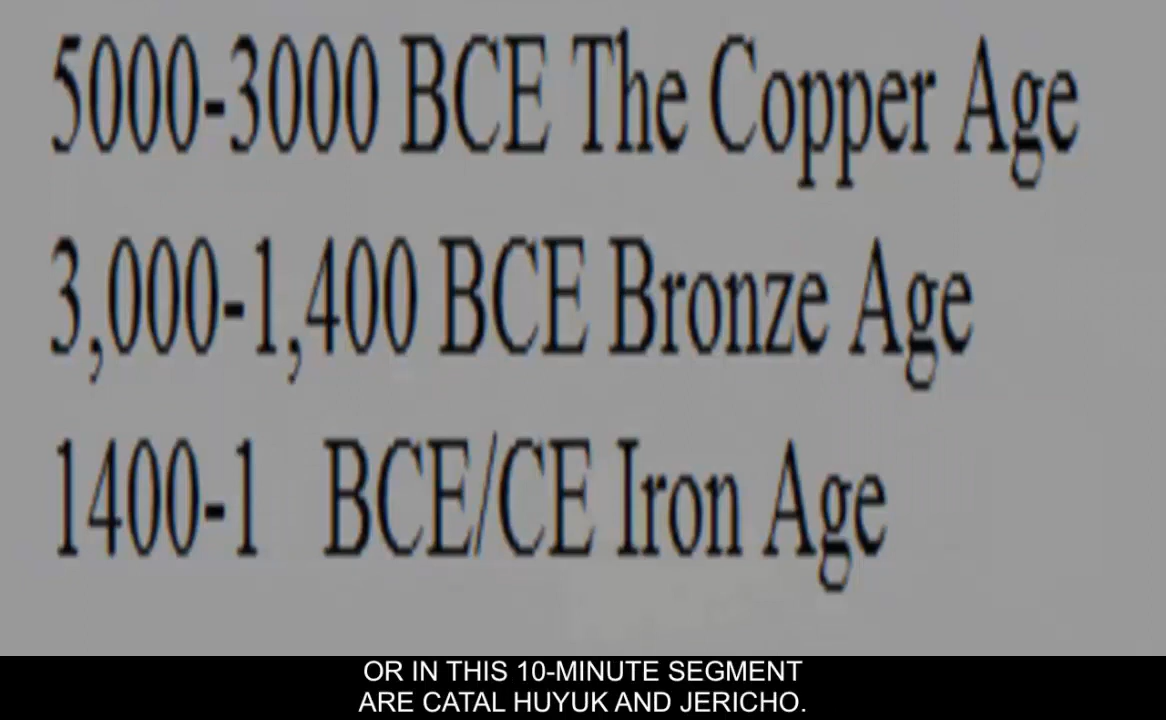 5000-3000 BCE The Copper Age
3,000-1,400 BCE Bronze Age
1400-1 BCE/CE Iron Age
OR IN THIS 10-MINUTE SEGMENT
ARE CATAL HUYUK AND JERICHO.